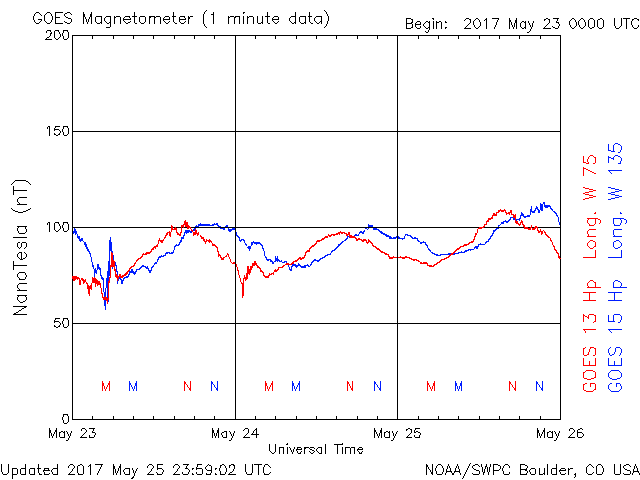 GOES Magnetometer (1 minute data)
Begin: 2017 May 23 0000 UTC
200
150
100
50
0
NanoTesla (nT)
M M N N M M N N M M N N
May 23 May 24 May 25 May 26
Universal Time
GOES 13 Hp Long. W 75
GOES 15 Hp Long. W 135
Updated 2017 May 25 23:59:02 UTC
NOAA/SWPC Boulder, CO USA